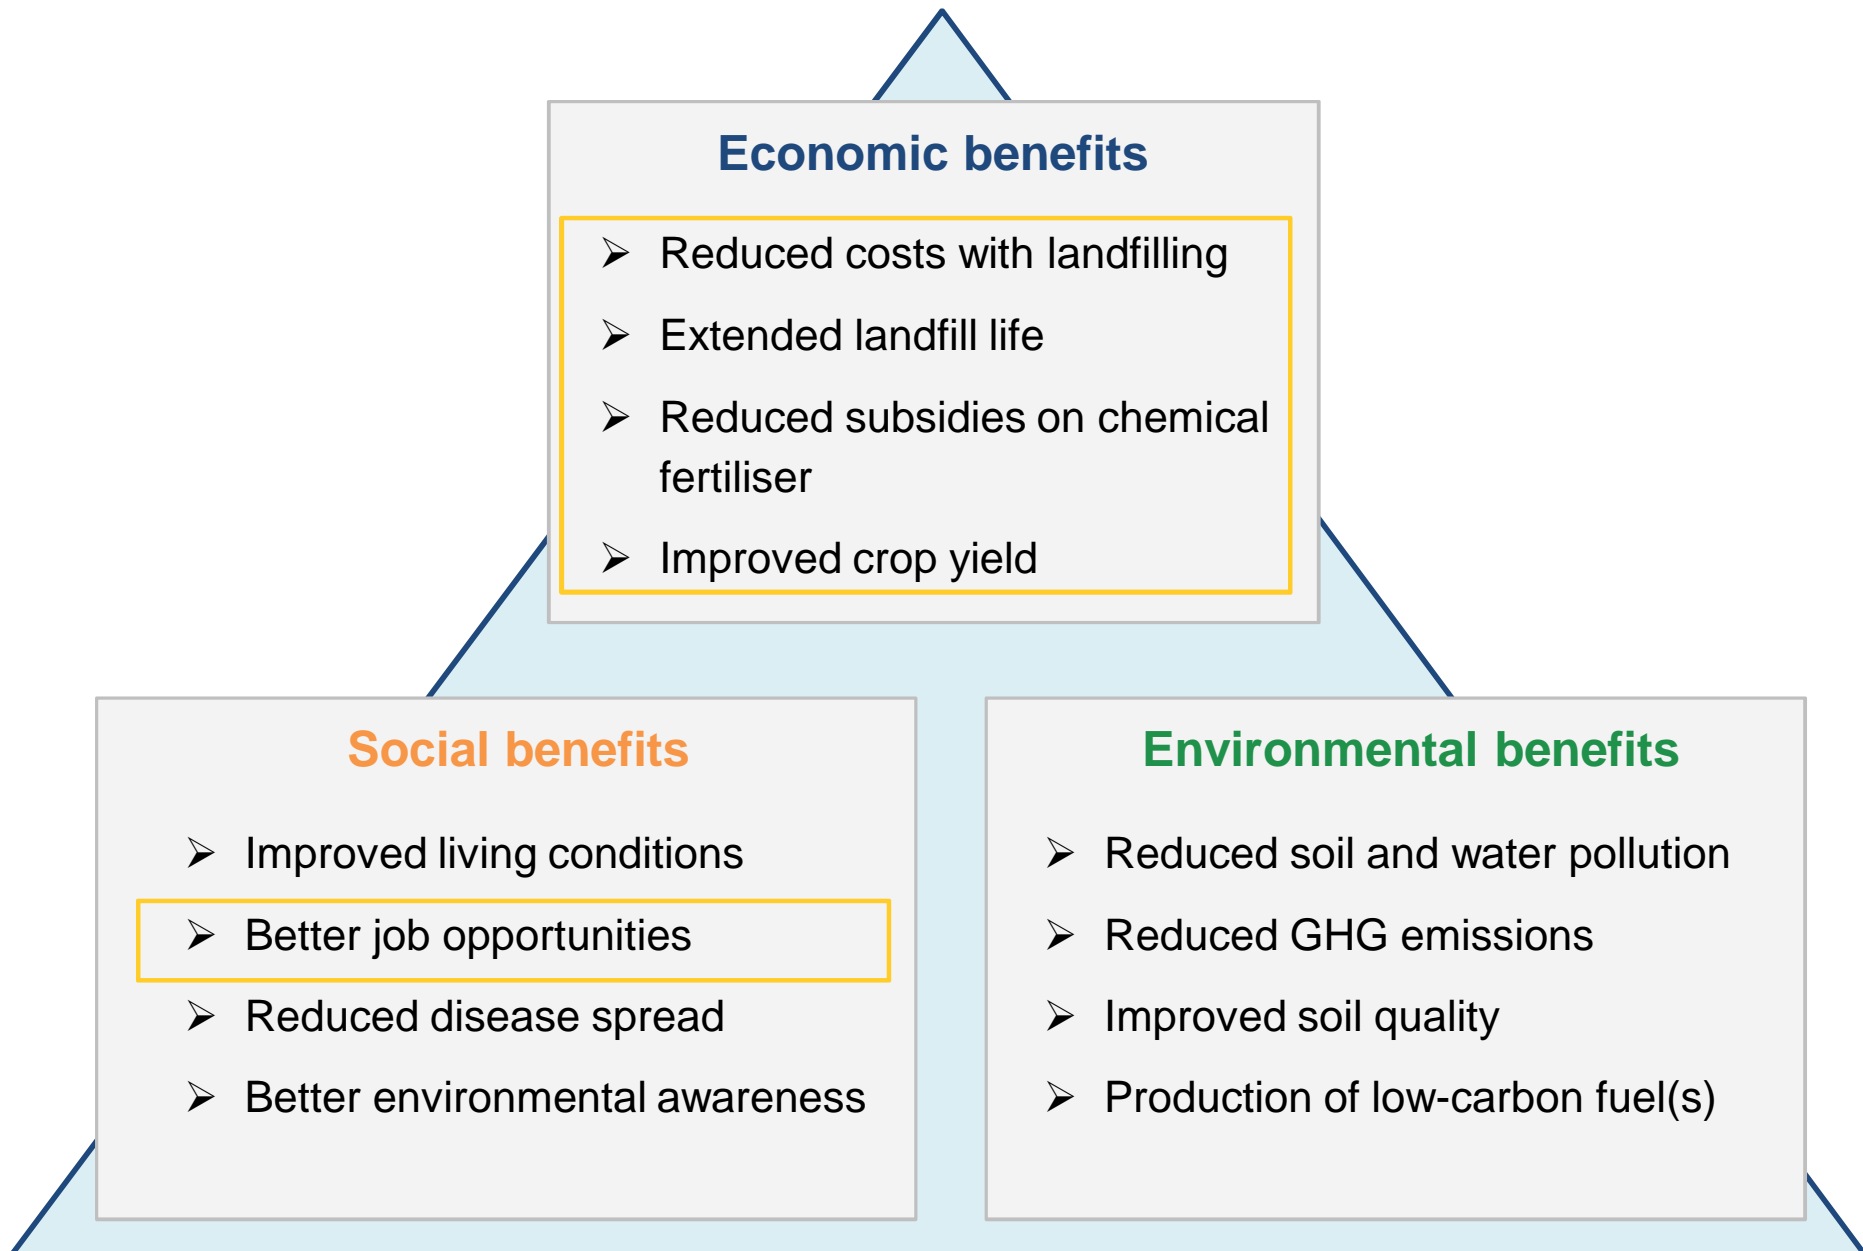 Economic benefits
➢ Reduced costs with landfilling
➢ Extended landfill life
➢ Reduced subsidies on chemical
fertiliser
➢ Improved crop yield
Social benefits
➢ Improved living conditions
➢ Better job opportunities
➢ Reduced disease spread
➢ Better environmental awareness
Environmental benefits
➢ Reduced soil and water pollution
➢ Reduced GHG emissions
➢ Improved soil quality
➢ Production of low-carbon fuel(s)